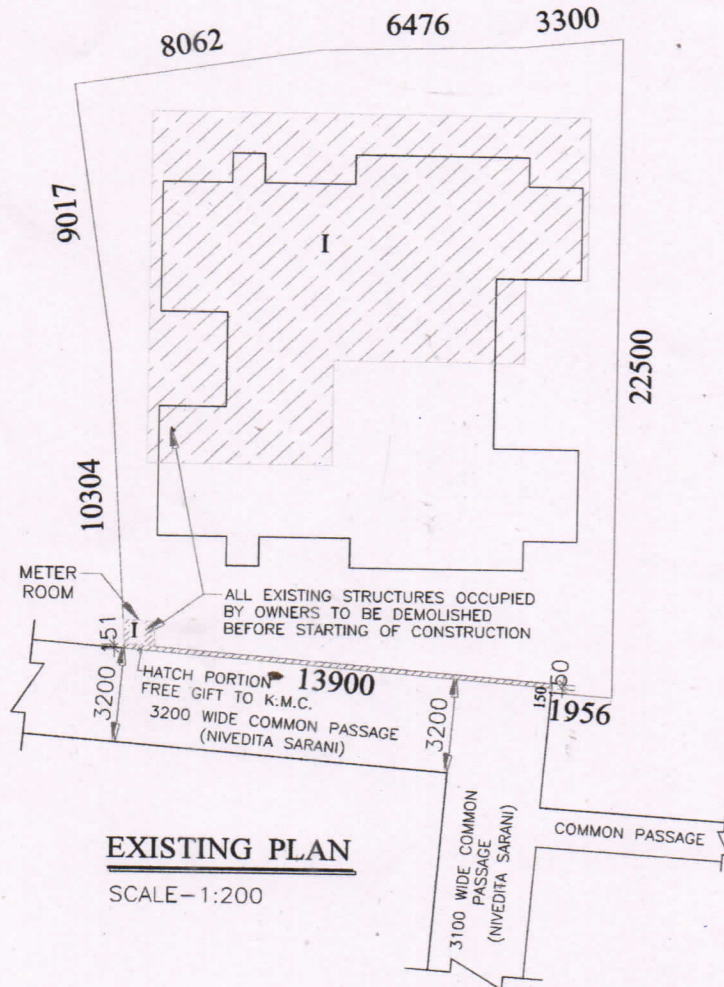 8062
6476
3300
9017
I
22500
10304
METER
ROOM
I
ALL EXISTING STRUCTURES OCCUPIED
BY OWNERS TO BE DEMOLISHED
BEFORE STARTING OF CONSTRUCTION
151
3200
HATCH PORTION
FREE GIFT TO K.M.C.
13900
3200 WIDE COMMON PASSAGE
(NIVEDITA SARANI)
3200
150
150
1956
3100 WIDE COMMON
PASSAGE
(NIVEDITA SARANI)
COMMON PASSAGE
EXISTING PLAN
SCALE-1:200